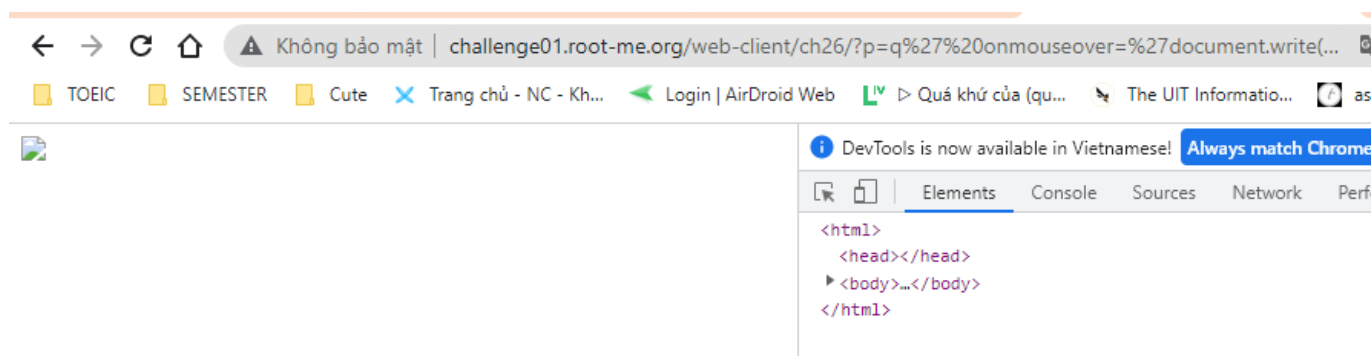 Không bảo mật | challenge01.root-me.org/web-client/ch26/?p=q%27%20onmouseover=%27document.write(...
TOEIC SEMESTER Cute Trang chủ - NC - Kh... Login | AirDroid Web ▷ Quá khứ của (qu... The UIT Informatio... as
DevTools is now available in Vietnamese! Always match Chrome
Elements Console Sources Network Perf
<html>
<head></head>
<body>…</body>
</html>